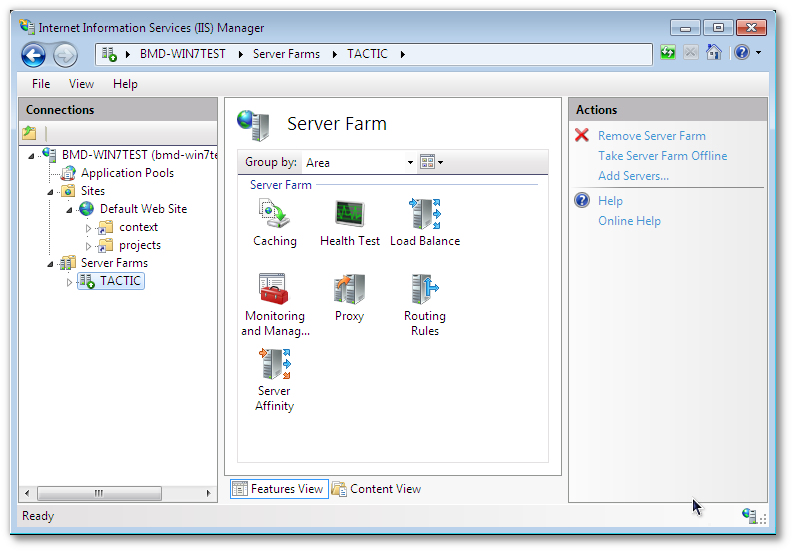 Internet Information Services (IIS) Manager
BMD-WIN7TEST Server Farms TACTIC
File View Help
Connections
BMD-WIN7TEST (bmd-win7te
Application Pools
Sites
Default Web Site
context
projects
Server Farms
TACTIC
Server Farm
Group by: Area
Server Farm
Caching
Health Test
Load Balance
Monitoring
and Manag...
Proxy
Routing
Rules
Server
Affinity
Features View
Content View
Actions
Remove Server Farm
Take Server Farm Offline
Add Servers...
Help
Online Help
Ready